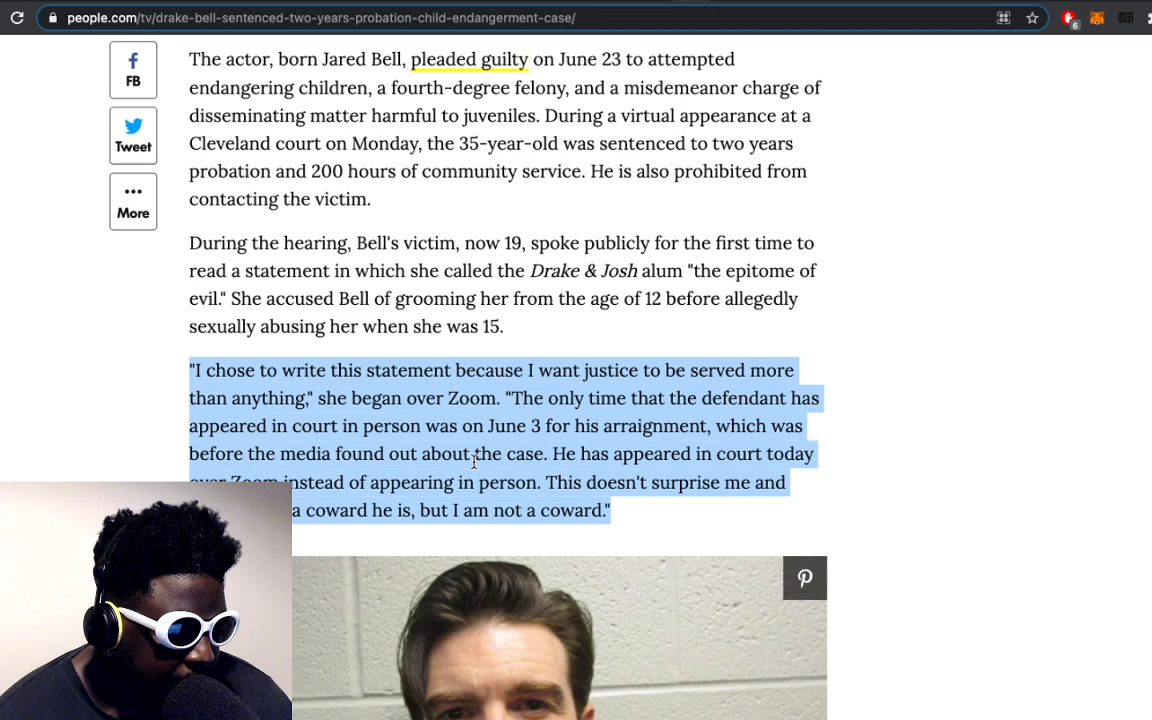 people.com/tv/drake-bell-sentenced-two-years-probation-child-endangerment-case/
6
FB
Tweet
More
The actor, born Jared Bell, pleaded guilty on June 23 to attempted
endangering children, a fourth-degree felony, and a misdemeanor charge of
disseminating matter harmful to juveniles. During a virtual appearance at a
Cleveland court on Monday, the 35-year-old was sentenced to two years
probation and 200 hours of community service. He is also prohibited from
contacting the victim.
During the hearing, Bell's victim, now 19, spoke publicly for the first time to
read a statement in which she called the Drake & Josh alum "the epitome of
evil." She accused Bell of grooming her from the age of 12 before allegedly
sexually abusing her when she was 15.
"I chose to write this statement because I want justice to be served more
than anything," she began over Zoom. "The only time that the defendant has
appeared in court in person was on June 3 for his arraignment, which was
before the media found out about the case. He has appeared in court today
over Zoom instead of appearing in person. This doesn't surprise me and
a coward he is, but I am not a coward."